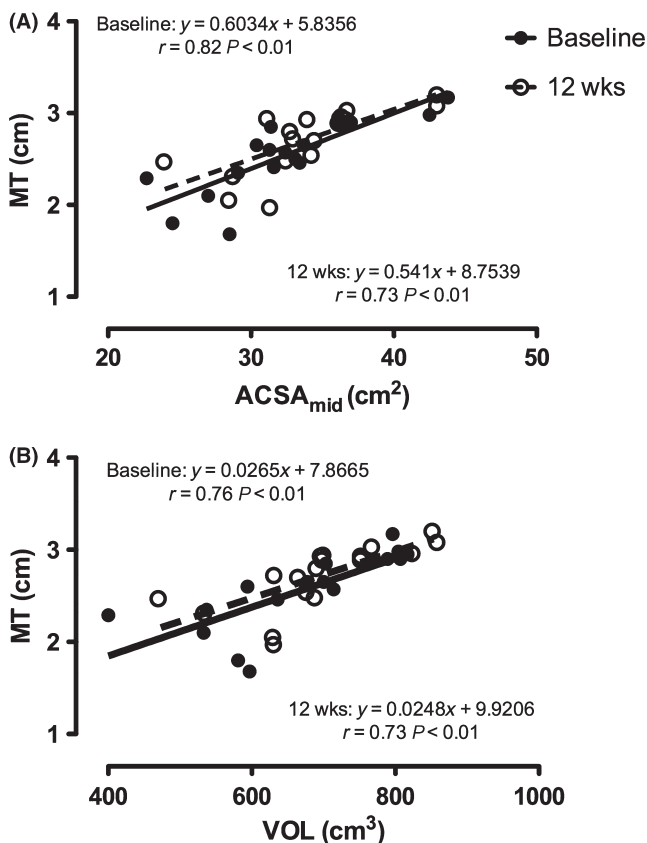 (A)
Baseline: y = 0.6034x + 5.8356
r = 0.82 P < 0.01
Baseline
12 wks
4
3
2
1
MT (cm)
12 wks: y = 0.541x + 8.7539
r = 0.73 P < 0.01
20 30 40 50
ACSAmid (cm²)
(B)
Baseline: y = 0.0265x + 7.8665
r = 0.76 P < 0.01
4
3
2
1
MT (cm)
12 wks: y = 0.0248x + 9.9206
r = 0.73 P < 0.01
400 600 800 1000
VOL (cm³)